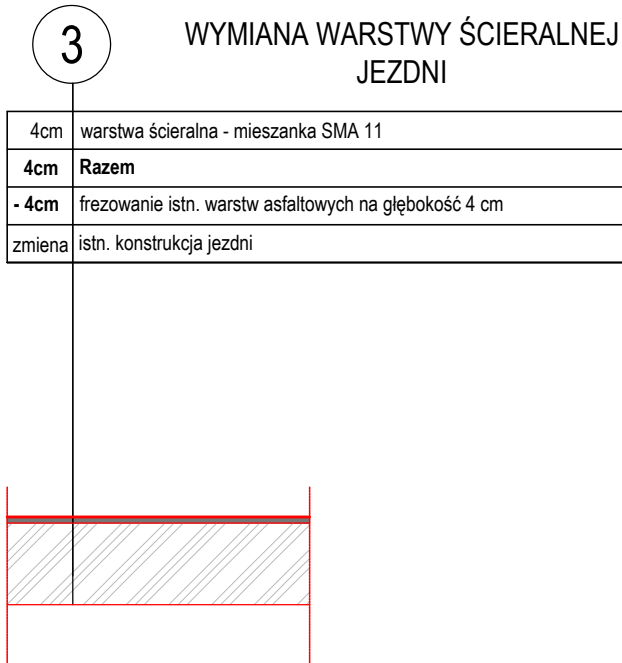 3
WYMIANA WARSTWY ŚCIERALNEJ
JEZDNI
4cm warstwa ścieralna - mieszanka SMA 11
4cm Razem
- 4cm frezowanie istn. warstw asfaltowych na głębokość 4 cm
zmiena istn. konstrukcja jezdni